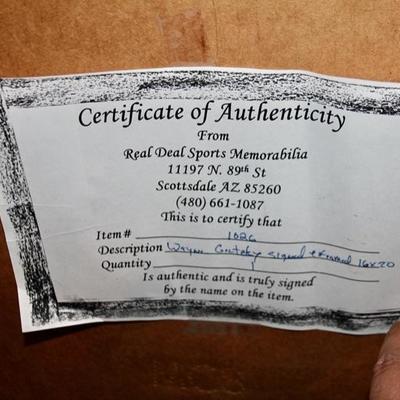 Certificate of Authenticity
From
Real Deal Sports Memorabilia
11197 N. 89th St
Scottsdale AZ 85260
(480) 661-1087
This is to certify that
Item# 1026
Description Wayne Gretzky signed + framed 16x20
Quantity 1
Is authentic and is truly signed
by the name on the item.